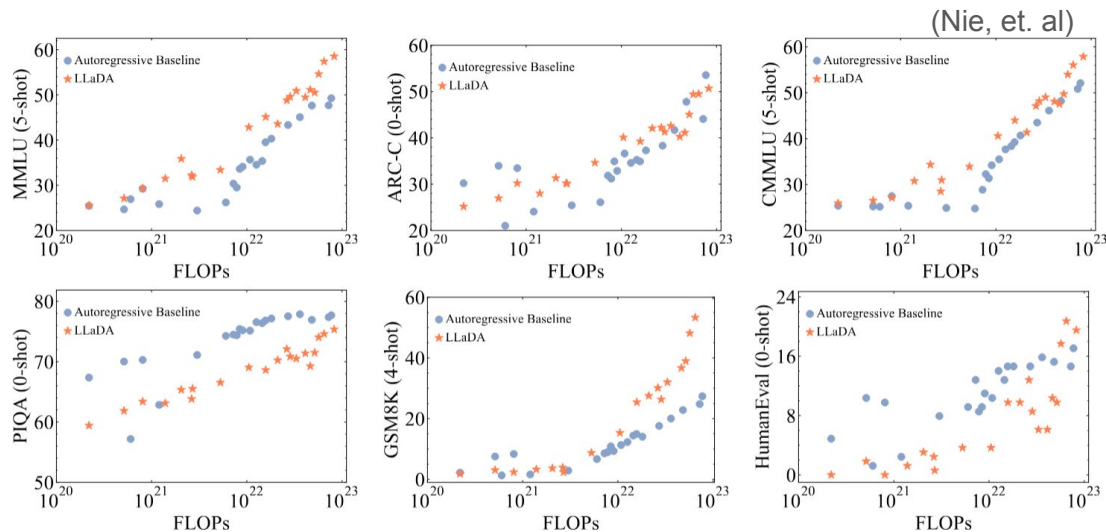 (Nie, et. al)
MMLU (5-shot)
60
50
40
30
20
Autoregressive Baseline
LLaDA
10^20
10^21
10^22
10^23
FLOPs
ARC-C (0-shot)
60
50
40
30
20
Autoregressive Baseline
LLaDA
10^20
10^21
10^22
10^23
FLOPs
CMMLU (5-shot)
60
50
40
30
20
Autoregressive Baseline
LLaDA
10^20
10^21
10^22
10^23
FLOPs
PIQA (0-shot)
80
70
60
50
Autoregressive Baseline
LLaDA
10^20
10^21
10^22
10^23
FLOPs
GSM8K (4-shot)
60
40
20
0
Autoregressive Baseline
LLaDA
10^20
10^21
10^22
10^23
FLOPs
HumanEval (0-shot)
24
16
8
0
Autoregressive Baseline
LLaDA
10^20
10^21
10^22
10^23
FLOPs